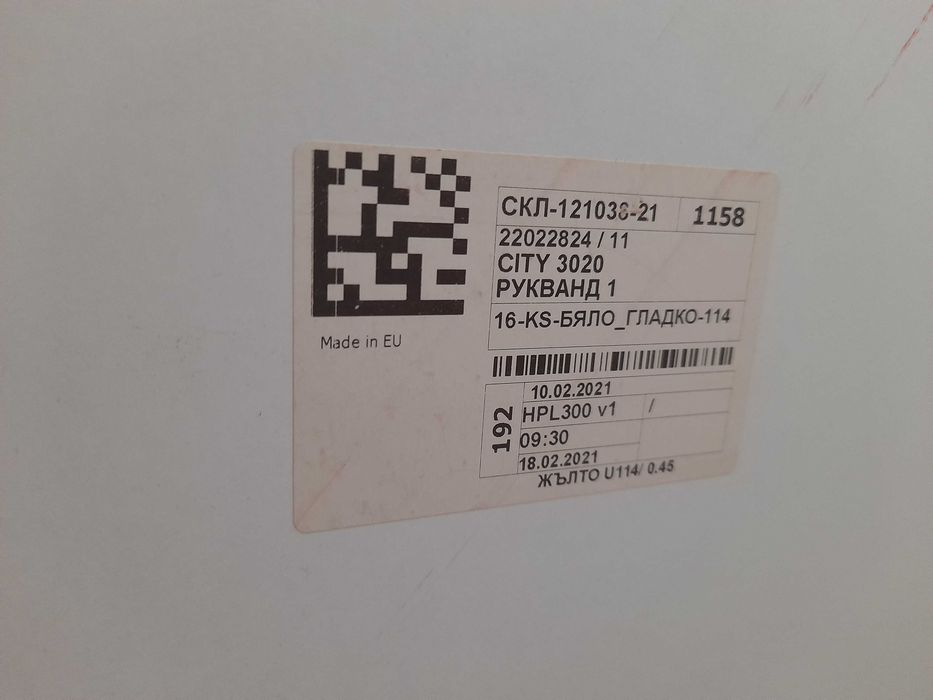 Made in EU
СКЛ-121038-21 1158
22022824 / 11
CITY 3020
РУКВАНД 1
16-KS-БЯЛО_ГЛАДКО-114
192
10.02.2021
HPL300 v1 /
09:30
18.02.2021
ЖЪЛТО U114/ 0.45